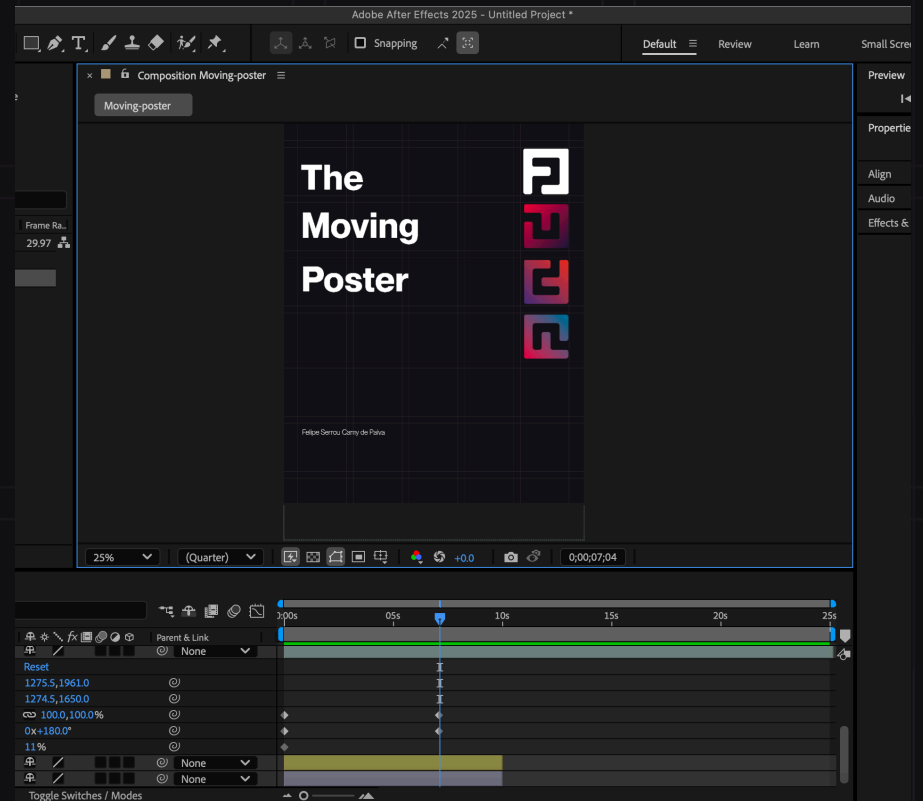 Adobe After Effects 2025 - Untitled Project *
Snapping
Default
Review
Learn
Small Scree
× Composition Moving-poster
Moving-poster
Preview
Properties
Align
Audio
Effects &
Frame Ra..
29.97
The
Moving
Poster
Felipe Serrou Camy de Paiva
25%
(Quarter)
+0.0
0;00;07;04
0:00s 05s 10s 15s 20s 25s
fx
Parent & Link
None
Reset
1275.5,1961.0
1274.5,1650.0
100.0,100.0%
0x+180.0°
11%
None
None
Toggle Switches / Modes